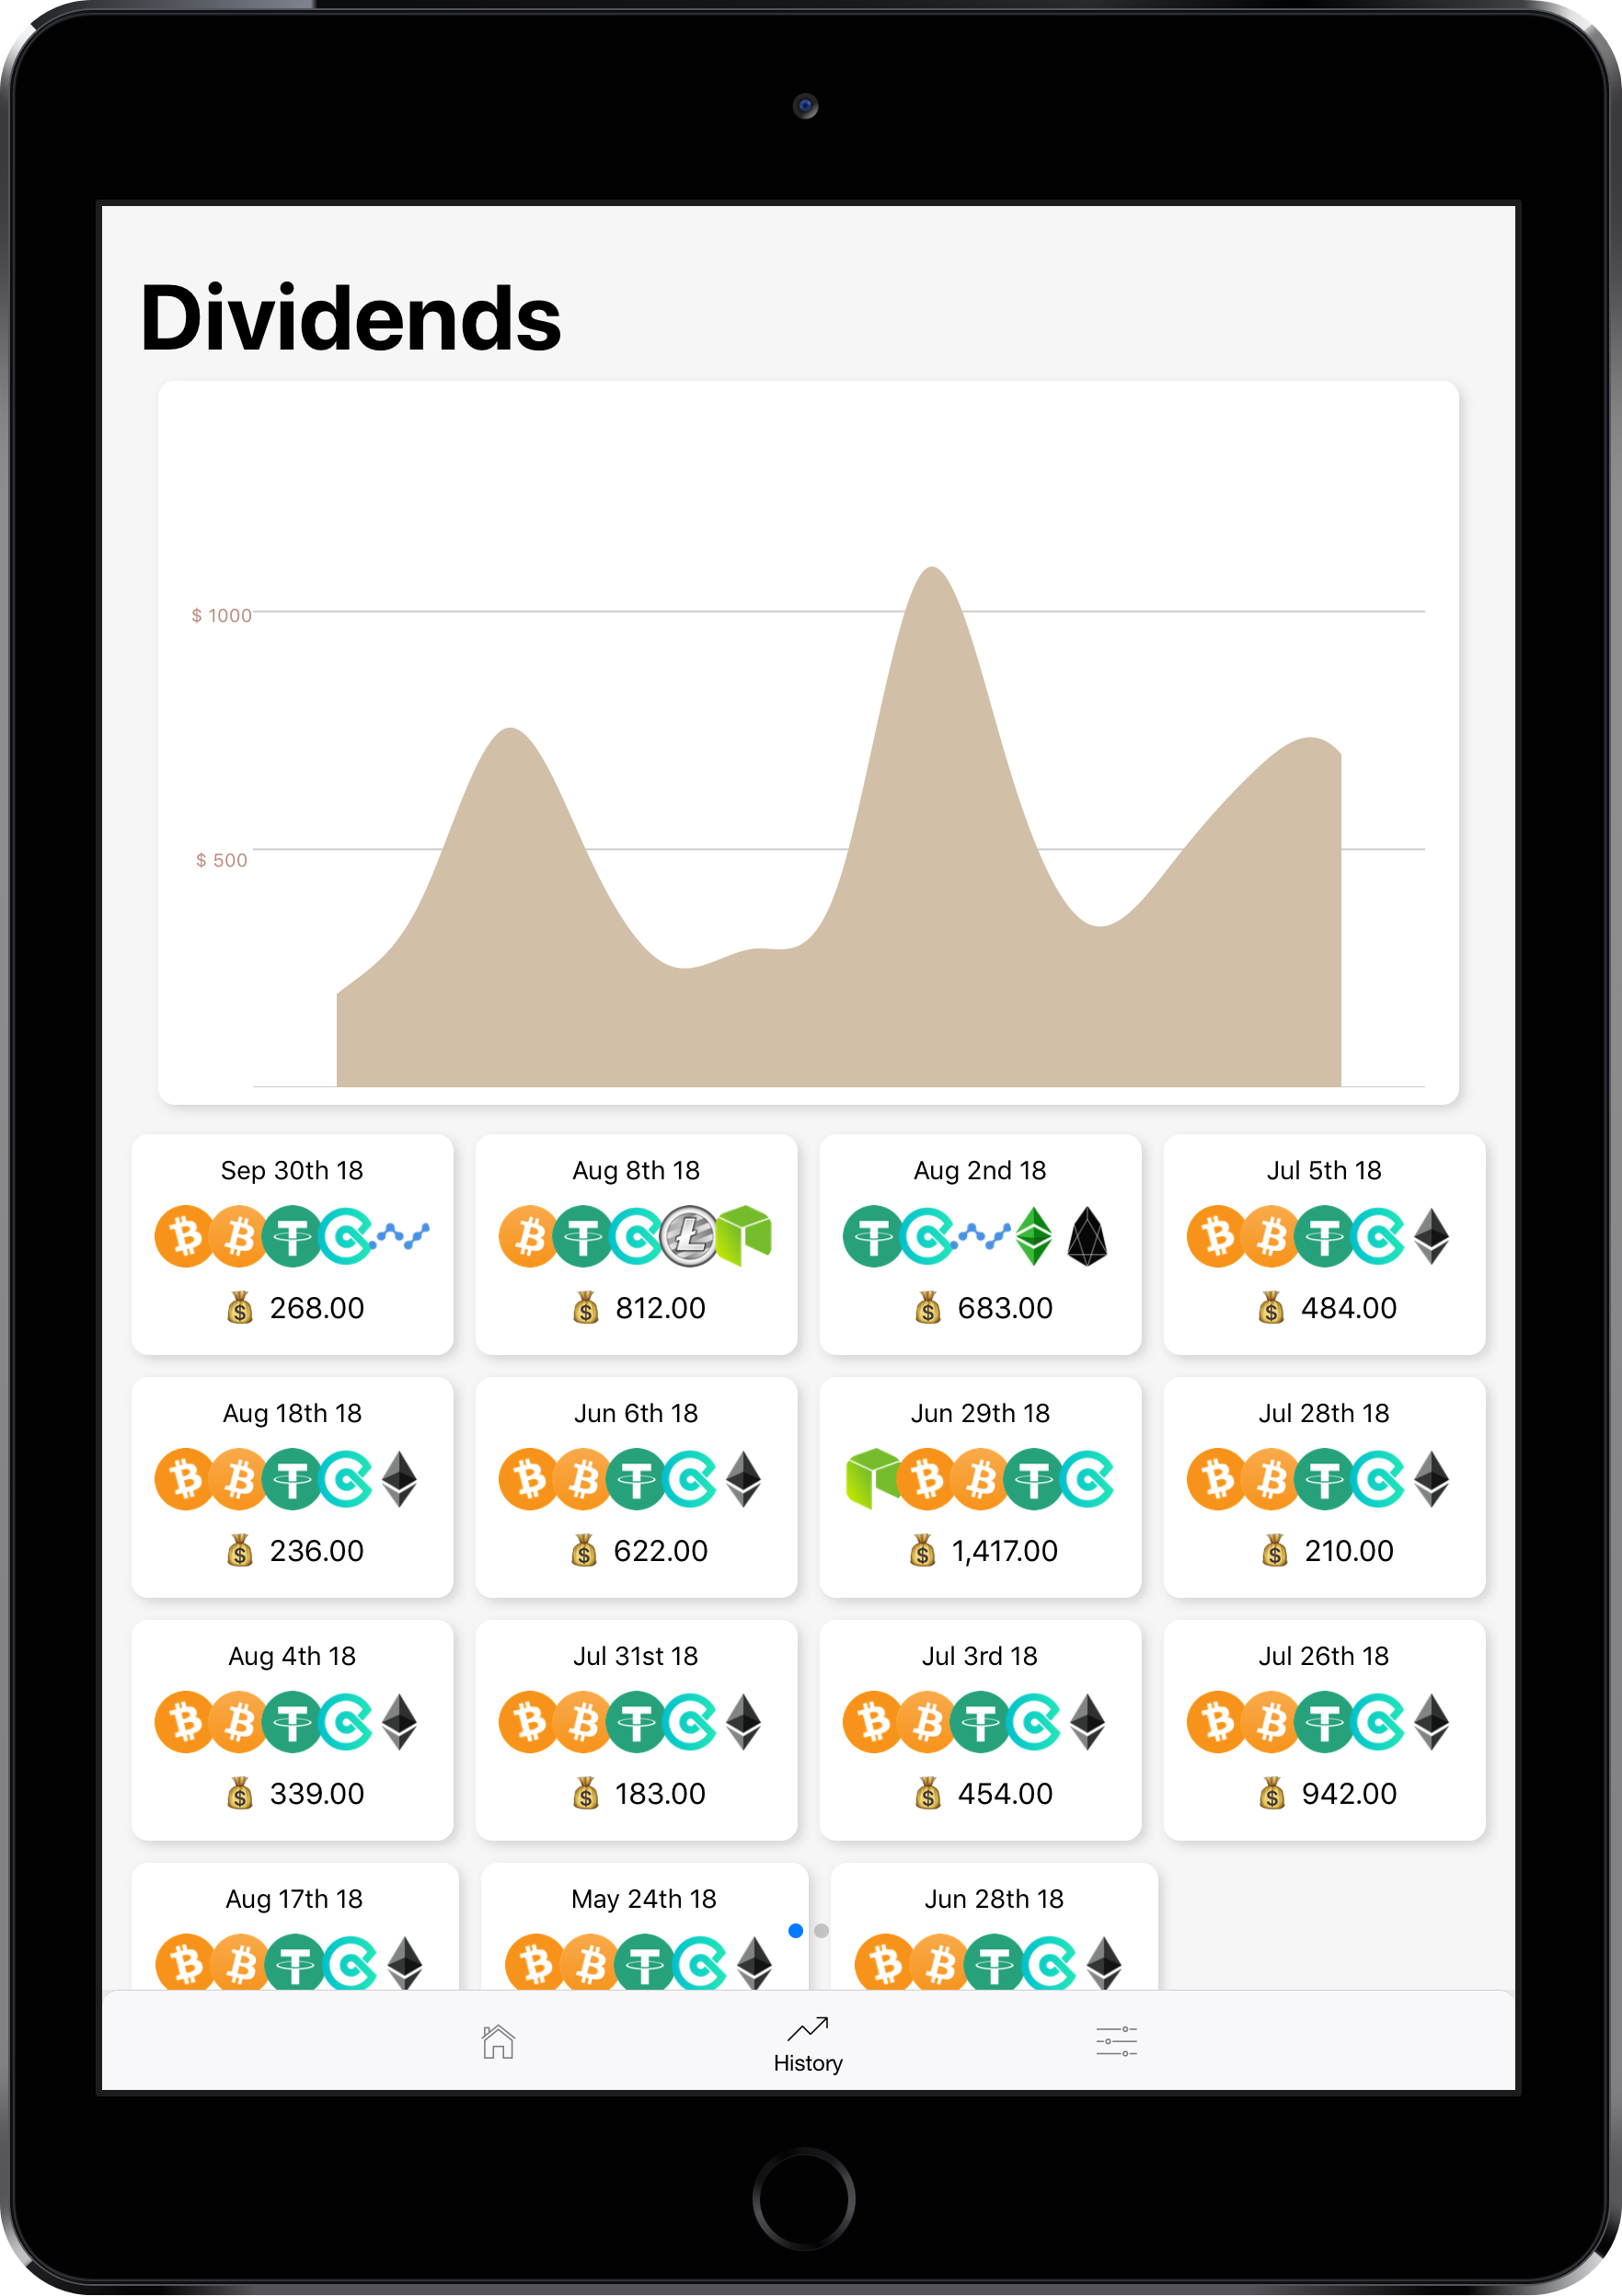 Dividends
$ 1000
$ 500
Sep 30th 18
268.00
Aug 8th 18
812.00
Aug 2nd 18
683.00
Jul 5th 18
484.00
Aug 18th 18
236.00
Jun 6th 18
622.00
Jun 29th 18
1,417.00
Jul 28th 18
210.00
Aug 4th 18
339.00
Jul 31st 18
183.00
Jul 3rd 18
454.00
Jul 26th 18
942.00
Aug 17th 18
May 24th 18
Jun 28th 18
History